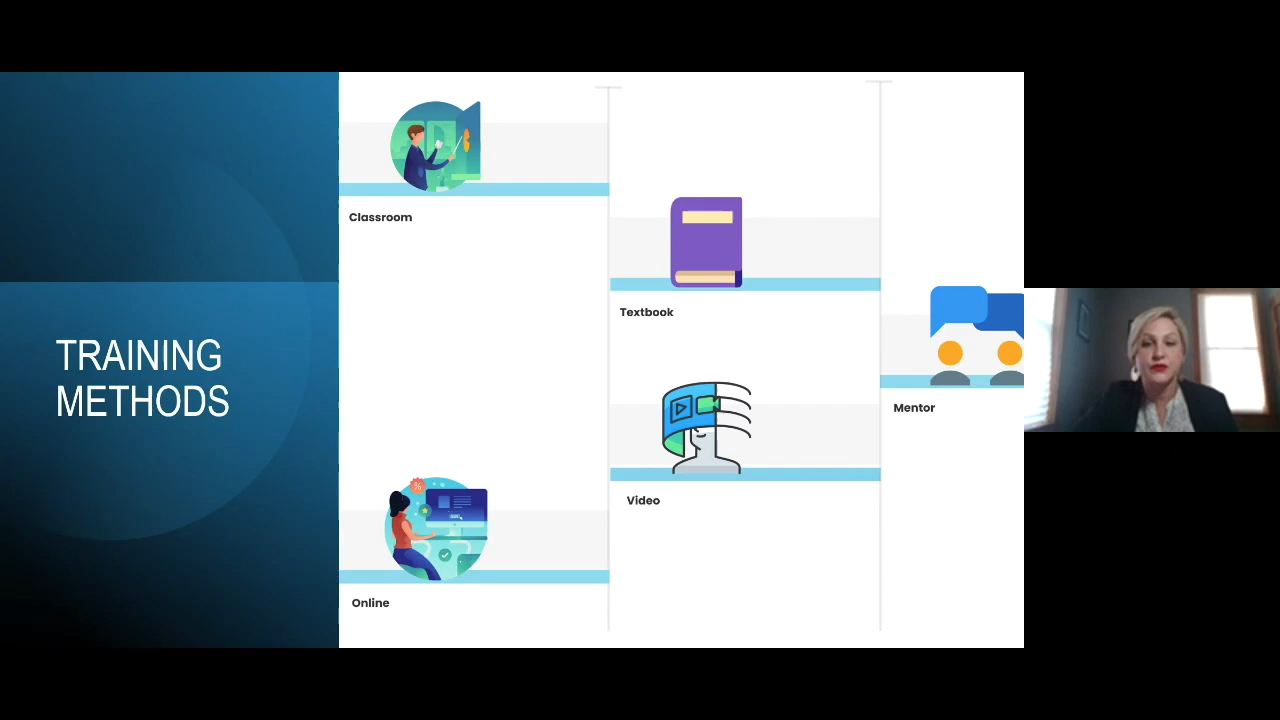 TRAINING
METHODS
Classroom
Textbook
Mentor
Video
Online